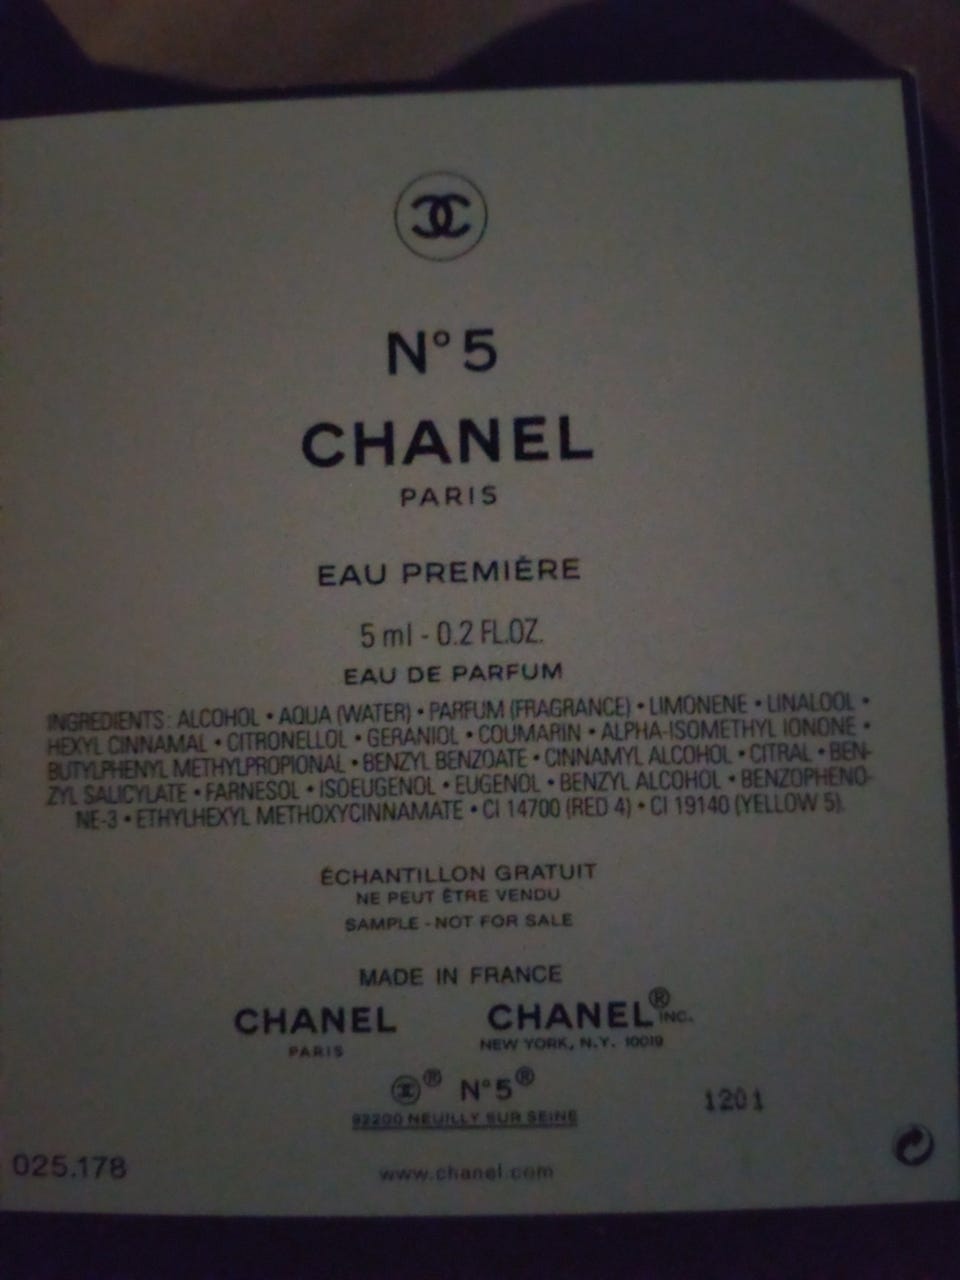 N°5
CHANEL
PARIS
EAU PREMIÈRE
5 ml - 0.2 FL.OZ.
EAU DE PARFUM
INGREDIENTS: ALCOHOL • AQUA (WATER) • PARFUM (FRAGRANCE) • LIMONENE • LINALOOL •
HEXYL CINNAMAL • CITRONELLOL • GERANIOL • COUMARIN • ALPHA-ISOMETHYL IONONE •
BUTYLPHENYL METHYLPROPIONAL • BENZYL BENZOATE • CINNAMYL ALCOHOL • CITRAL • BEN-
ZYL SALICYLATE • FARNESOL • ISOEUGENOL • EUGENOL • BENZYL ALCOHOL • BENZOPHENO-
NE-3 • ETHYLHEXYL METHOXYCINNAMATE • CI 14700 (RED 4) • CI 19140 (YELLOW 5).
ÉCHANTILLON GRATUIT
NE PEUT ÊTRE VENDU
SAMPLE - NOT FOR SALE
MADE IN FRANCE
CHANEL CHANEL® INC.
PARIS NEW YORK, N.Y. 10019
® N°5®
92200 NEUILLY SUR SEINE
1201
025.178
www.chanel.com